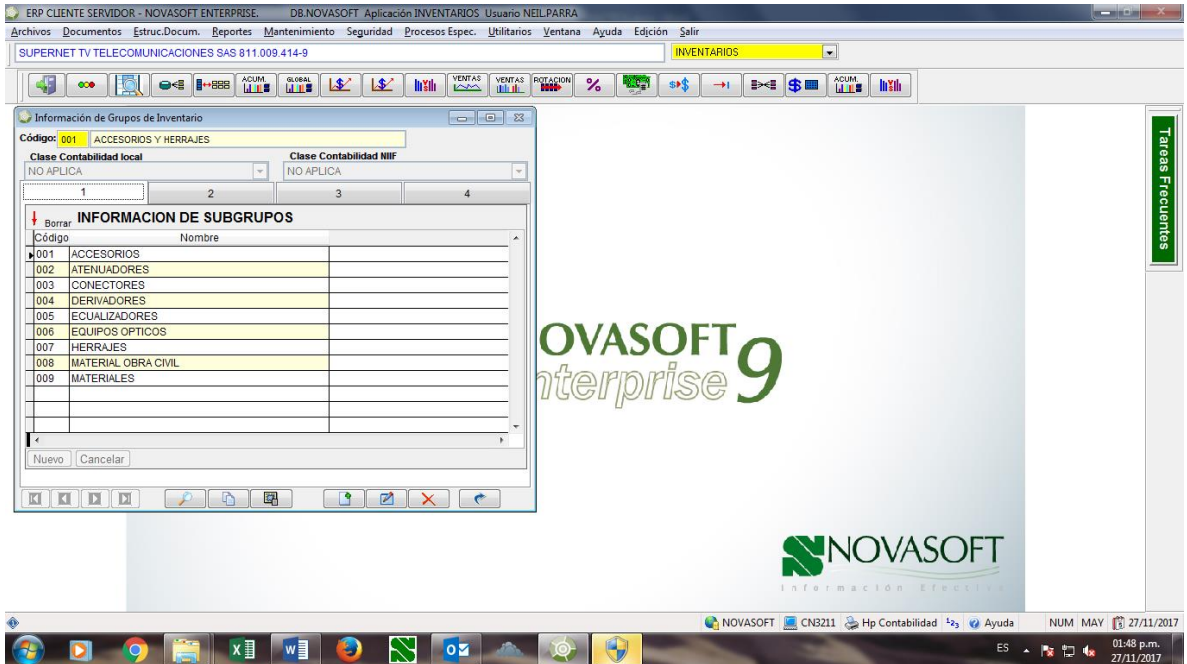 ERP CLIENTE SERVIDOR - NOVASOFT ENTERPRISE. DB.NOVASOFT Aplicación INVENTARIOS Usuario NEIL.PARRA
Archivos Documentos Estruc.Docum. Reportes Mantenimiento Seguridad Procesos Espec. Utilitarios Ventana Ayuda Edición Salir
SUPERNET TV TELECOMUNICACIONES SAS 811.009.414-9 INVENTARIOS
ACUM. GLOBAL VENTAS VENTAS ROTACION % ACUM.
Información de Grupos de Inventario
Código: 001 ACCESORIOS Y HERRAJES
Clase Contabilidad local Clase Contabilidad NIIF
NO APLICA NO APLICA
1 2 3 4
Borrar INFORMACION DE SUBGRUPOS
Código Nombre
001 ACCESORIOS
002 ATENUADORES
003 CONECTORES
004 DERIVADORES
005 ECUALIZADORES
006 EQUIPOS OPTICOS
007 HERRAJES
008 MATERIAL OBRA CIVIL
009 MATERIALES
Nuevo Cancelar
Tareas Frecuentes
OVASOFT
nterprise 9
NOVASOFT
Información Efectiv
NOVASOFT CN3211 Hp Contabilidad 123 Ayuda NUM MAY 27/11/2017
ES 01:48 p.m.
27/11/2017